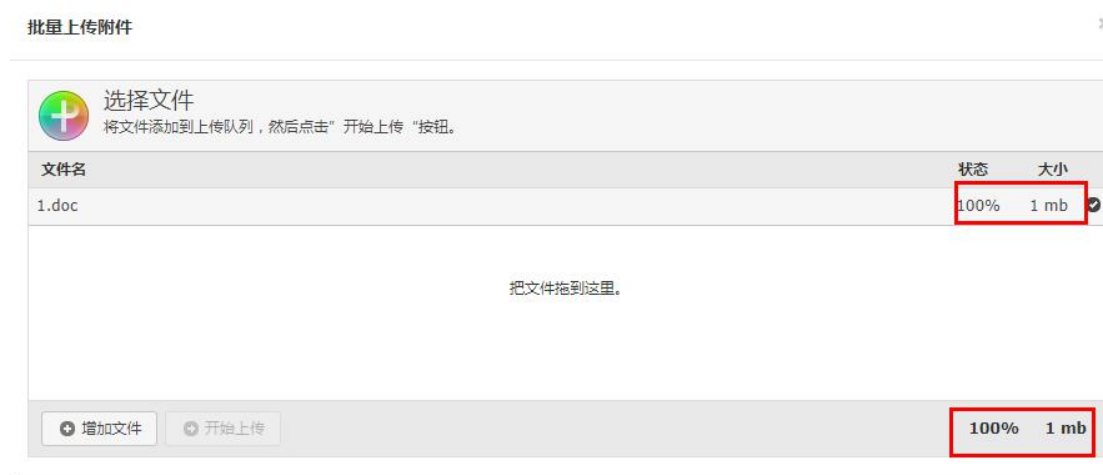 批量上传附件
选择文件
将文件添加到上传队列，然后点击”开始上传“按钮。
文件名 状态 大小
1.doc 100% 1 mb
把文件拖到这里。
增加文件 开始上传 100% 1 mb